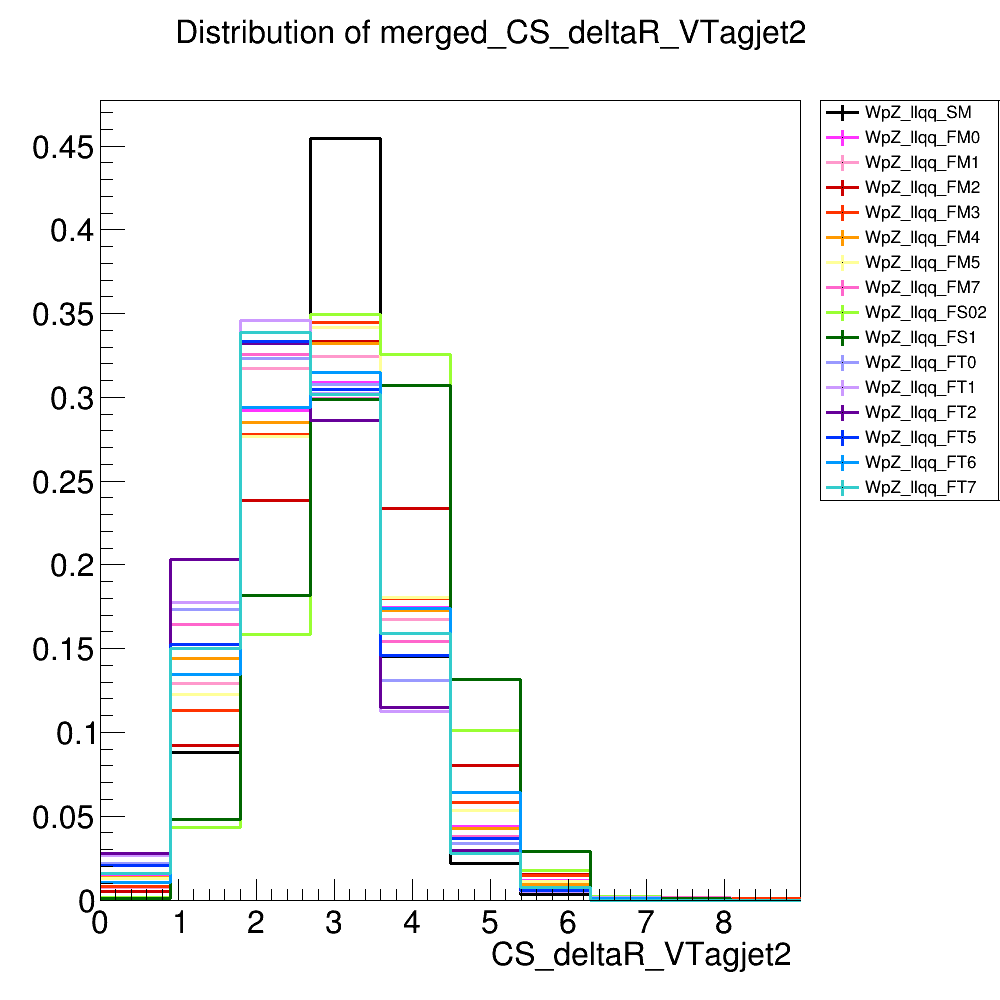 Distribution of merged_CS_deltaR_VTagjet2
0.45
0.4
0.35
0.3
0.25
0.2
0.15
0.1
0.05
0
0 1 2 3 4 5 6 7 8
CS_deltaR_VTagjet2
WpZ_llqq_SM
WpZ_llqq_FM0
WpZ_llqq_FM1
WpZ_llqq_FM2
WpZ_llqq_FM3
WpZ_llqq_FM4
WpZ_llqq_FM5
WpZ_llqq_FM7
WpZ_llqq_FS02
WpZ_llqq_FS1
WpZ_llqq_FT0
WpZ_llqq_FT1
WpZ_llqq_FT2
WpZ_llqq_FT5
WpZ_llqq_FT6
WpZ_llqq_FT7